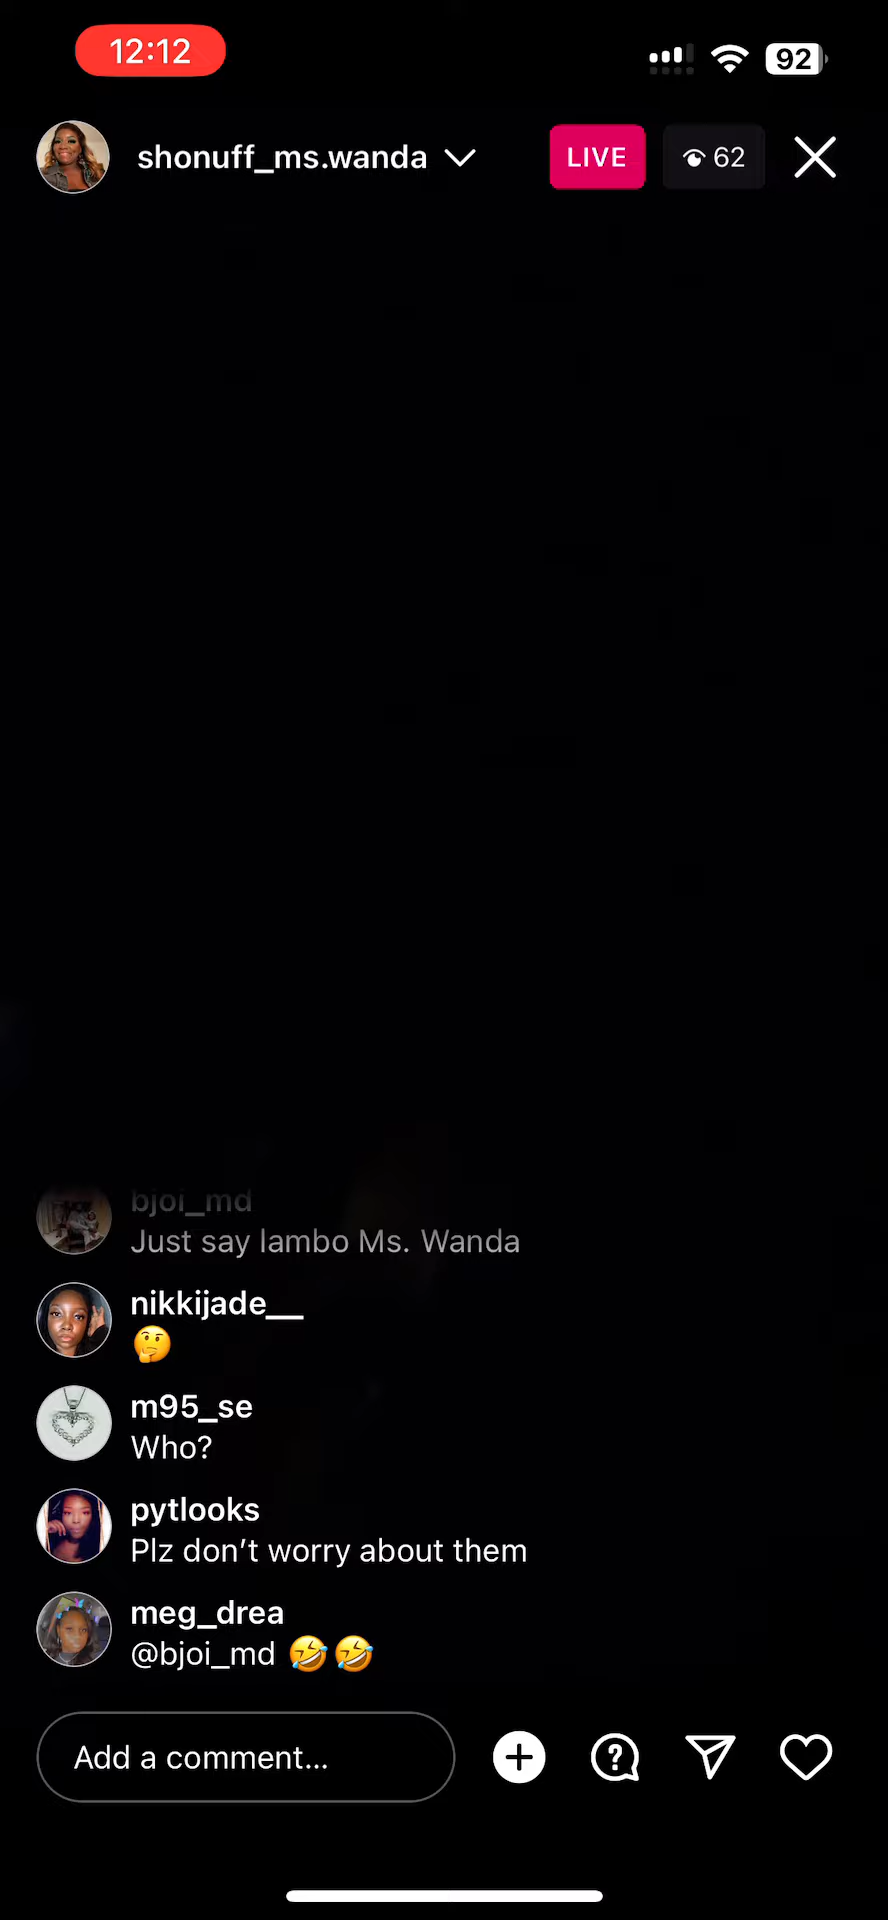 12:12
92
shonuff_ms.wanda
LIVE
62
bjoi_md
Just say lambo Ms. Wanda
nikkijade__
🤔
m95_se
Who?
pytlooks
Plz don’t worry about them
meg_drea
@bjoi_md 🤣🤣
Add a comment...